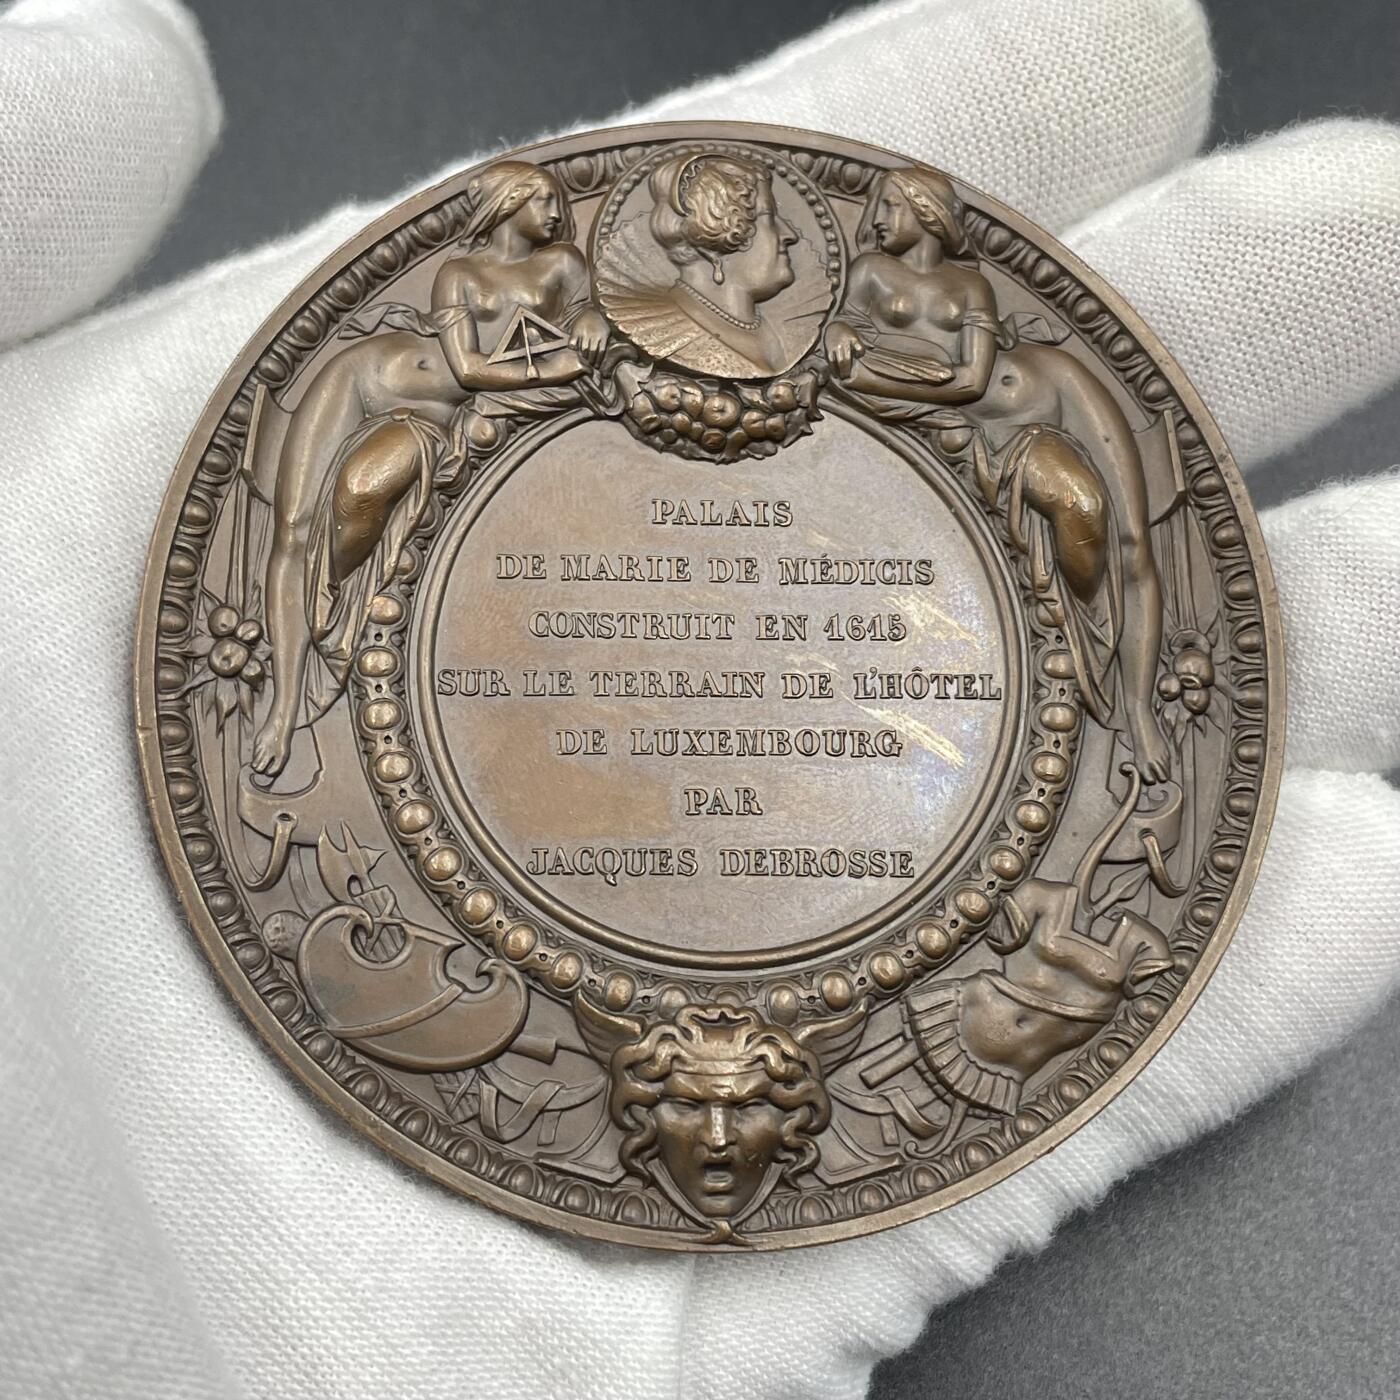 PALAIS
DE MARIE DE MÉDICIS
CONSTRUIT EN 1615
SUR LE TERRAIN DE L'HÔTEL
DE LUXEMBOURG
PAR
JACQUES DEBROSSE